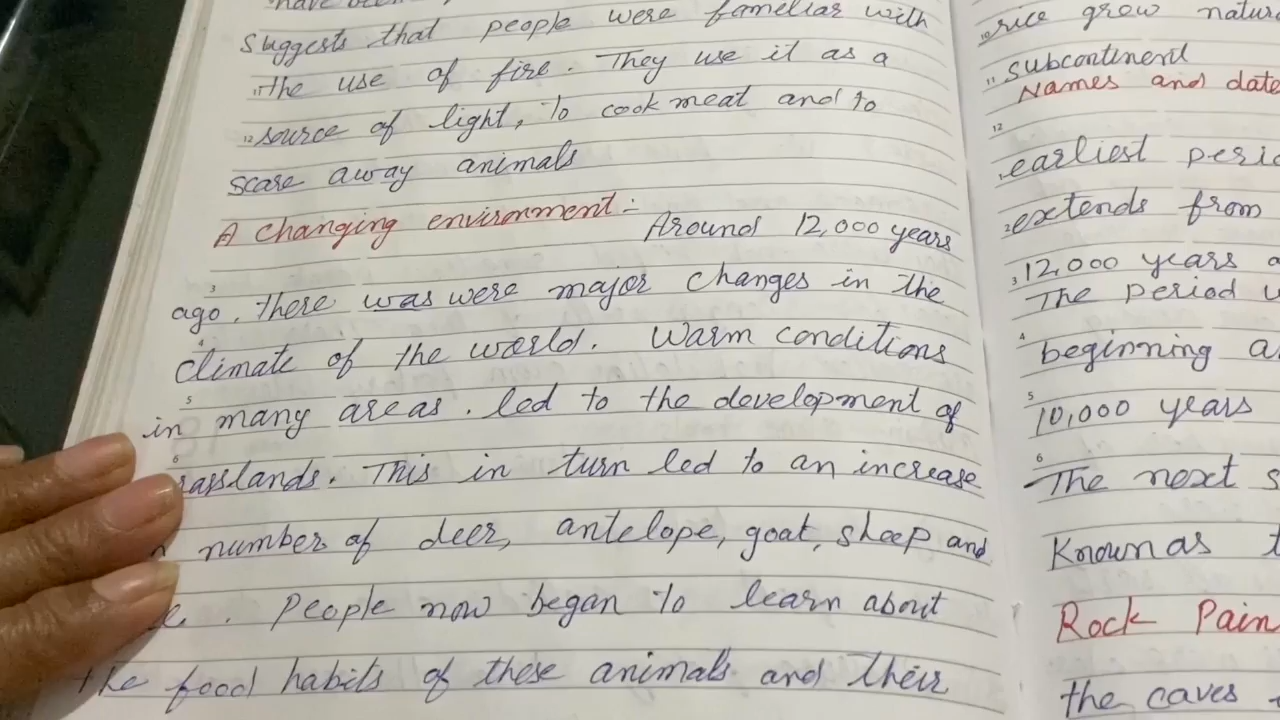 suggests that people were fameliar with
the use of fire. They use it as a
source of light, to cook meat and to
scare away animals
A changing environment:-
Around 12,000 years
ago, there was were major changes in the
climate of the world. Warm conditions
in many areas. led to the development of
grasslands. This in turn led to an increase
number of deer, antelope, goat, sheep and
People now began to learn about
the food habits of these animals and their
rice grow
subcontinent
Names and date
earliest
extends from
12,000 years
The period
beginning
10,000 years
The next
Known as
Rock Pain
the caves